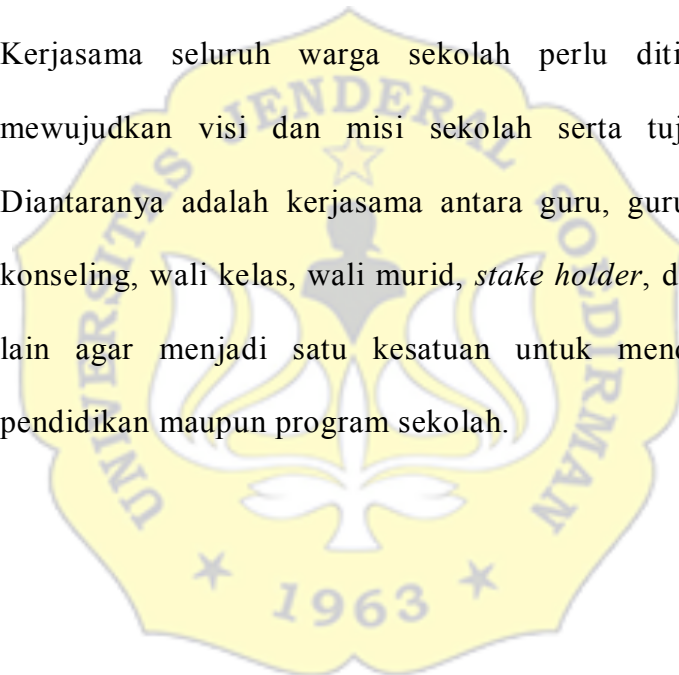 Kerjasama seluruh warga sekolah perlu diti
mewujudkan visi dan misi sekolah serta tuj
Diantaranya adalah kerjasama antara guru, guru
konseling, wali kelas, wali murid, stake holder, d
lain agar menjadi satu kesatuan untuk mend
pendidikan maupun program sekolah.
UNIVERSITAS JENDERAL SOEDIRMAN
1963